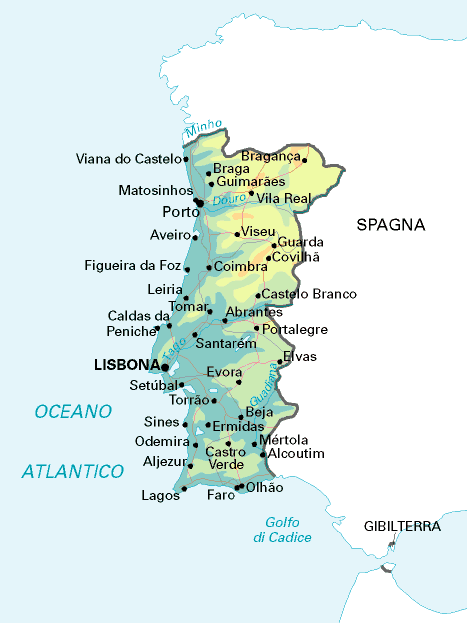 Minho
Viana do Castelo
Bragança
Braga
Guimarães
Matosinhos
Douro
Vila Real
Porto
SPAGNA
Aveiro
Viseu
Guarda
Covilhã
Figueira da Foz
Coimbra
Leiria
Castelo Branco
Tomar
Abrantes
Caldas da
Peniche
Portalegre
Tago
Santarém
LISBONA
Elvas
Evora
Setúbal
Guadiana
Torrão
OCEANO
Beja
Sines
Ermidas
Odemira
Mértola
Castro
Verde
Alcoutim
Aljezur
ATLANTICO
Lagos
Faro
Olhão
Golfo
di Cadice
GIBILTERRA